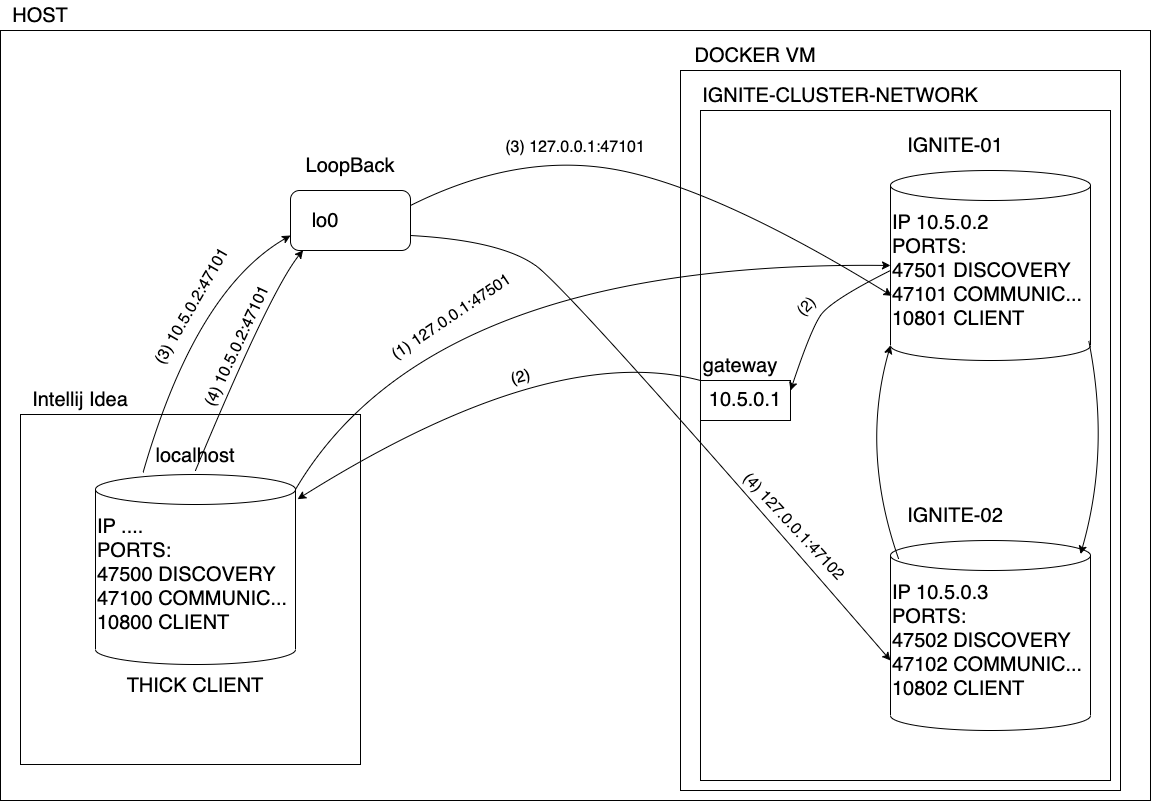 HOST
DOCKER VM
IGNITE-CLUSTER-NETWORK
IGNITE-01
(3) 127.0.0.1:47101
LoopBack
lo0
IP 10.5.0.2
PORTS:
47501 DISCOVERY
47101 COMMUNIC...
10801 CLIENT
(3) 10.5.0.2:47101
(4) 10.5.0.2:47101
(1) 127.0.0.1:47501
(2)
(2)
gateway
10.5.0.1
Intellij Idea
localhost
IP ....
PORTS:
47500 DISCOVERY
47100 COMMUNIC...
10800 CLIENT
THICK CLIENT
(4) 127.0.0.1:47102
IGNITE-02
IP 10.5.0.3
PORTS:
47502 DISCOVERY
47102 COMMUNIC...
10802 CLIENT